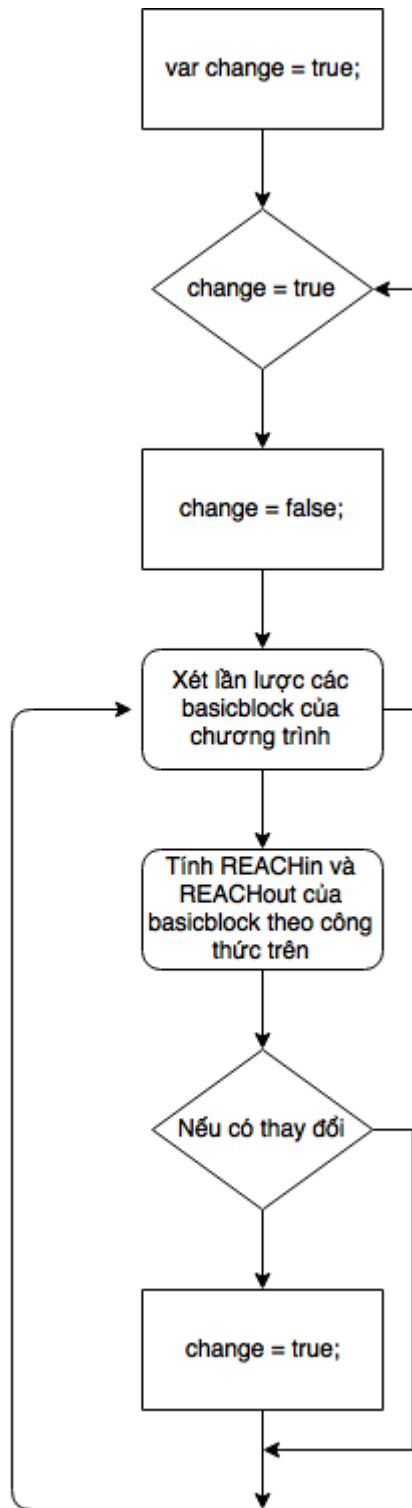 var change = true;
change = true
change = false;
Xét lần lược các
basicblock của
chương trình
Tính REACHin và
REACHout của
basicblock theo công
thức trên
Nếu có thay đổi
change = true;